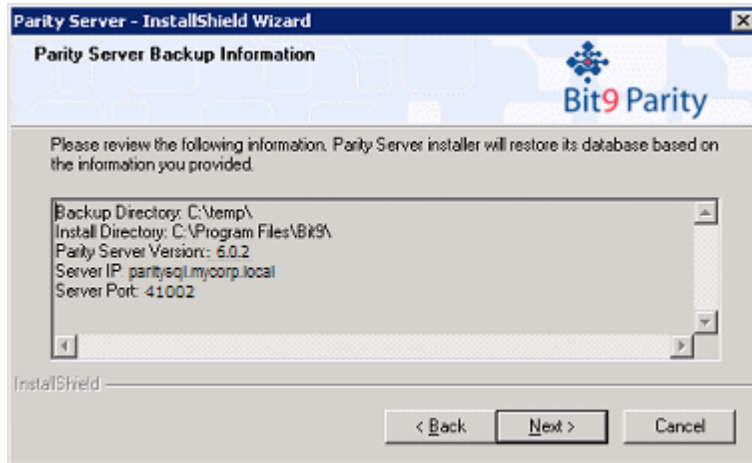 Parity Server - InstallShield Wizard
Parity Server Backup Information
Bit9 Parity
Please review the following information. Parity Server installer will restore its database based on
the information you provided.
Backup Directory: C:\temp\
Install Directory: C:\Program Files\Bit9\
Parity Server Version:: 6.0.2
Server IP: paritysql.mycorp.local
Server Port: 41002
InstallShield
< Back
Next >
Cancel